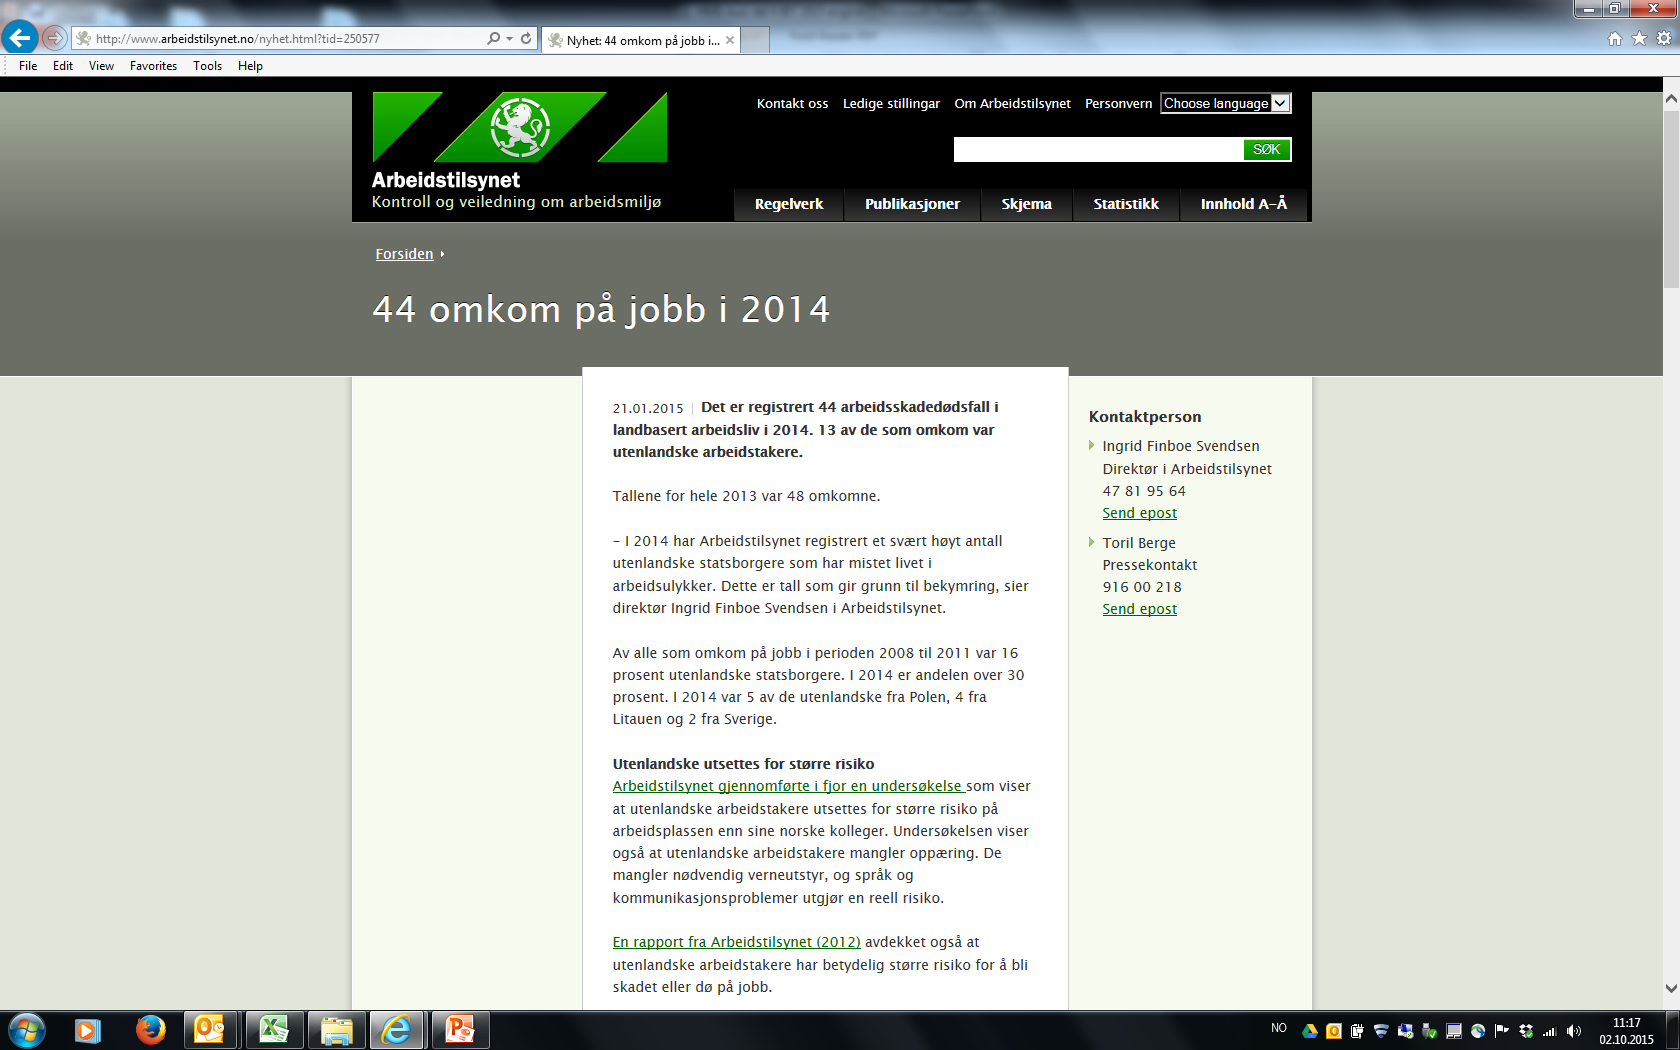 http://www.arbeidstilsynet.no/nyhet.html?tid=250577
Nyhet: 44 omkom på jobb i...
File Edit View Favorites Tools Help
Kontakt oss Ledige stillingar Om Arbeidstilsynet Personvern Choose language
SØK
Arbeidstilsynet
Kontroll og veiledning om arbeidsmiljø
Regelverk Publikasjoner Skjema Statistikk Innhold A-Å
Forsiden
44 omkom på jobb i 2014
21.01.2015 | Det er registrert 44 arbeidsskadedødsfall i
landbasert arbeidsliv i 2014. 13 av de som omkom var
utenlandske arbeidstakere.
Tallene for hele 2013 var 48 omkomne.
– I 2014 har Arbeidstilsynet registrert et svært høyt antall
utenlandske statsborgere som har mistet livet i
arbeidsulykker. Dette er tall som gir grunn til bekymring, sier
direktør Ingrid Finboe Svendsen i Arbeidstilsynet.
Av alle som omkom på jobb i perioden 2008 til 2011 var 16
prosent utenlandske statsborgere. I 2014 er andelen over 30
prosent. I 2014 var 5 av de utenlandske fra Polen, 4 fra
Litauen og 2 fra Sverige.
Utenlandske utsettes for større risiko
Arbeidstilsynet gjennomførte i fjor en undersøkelse som viser
at utenlandske arbeidstakere utsettes for større risiko på
arbeidsplassen enn sine norske kolleger. Undersøkelsen viser
også at utenlandske arbeidstakere mangler oppæring. De
mangler nødvendig verneutstyr, og språk og
kommunikasjonsproblemer utgjør en reell risiko.
En rapport fra Arbeidstilsynet (2012) avdekket også at
utenlandske arbeidstakere har betydelig større risiko for å bli
skadet eller dø på jobb.
Kontaktperson
Ingrid Finboe Svendsen
Direktør i Arbeidstilsynet
47 81 95 64
Send epost
Toril Berge
Pressekontakt
916 00 218
Send epost
NO
11:17
02.10.2015